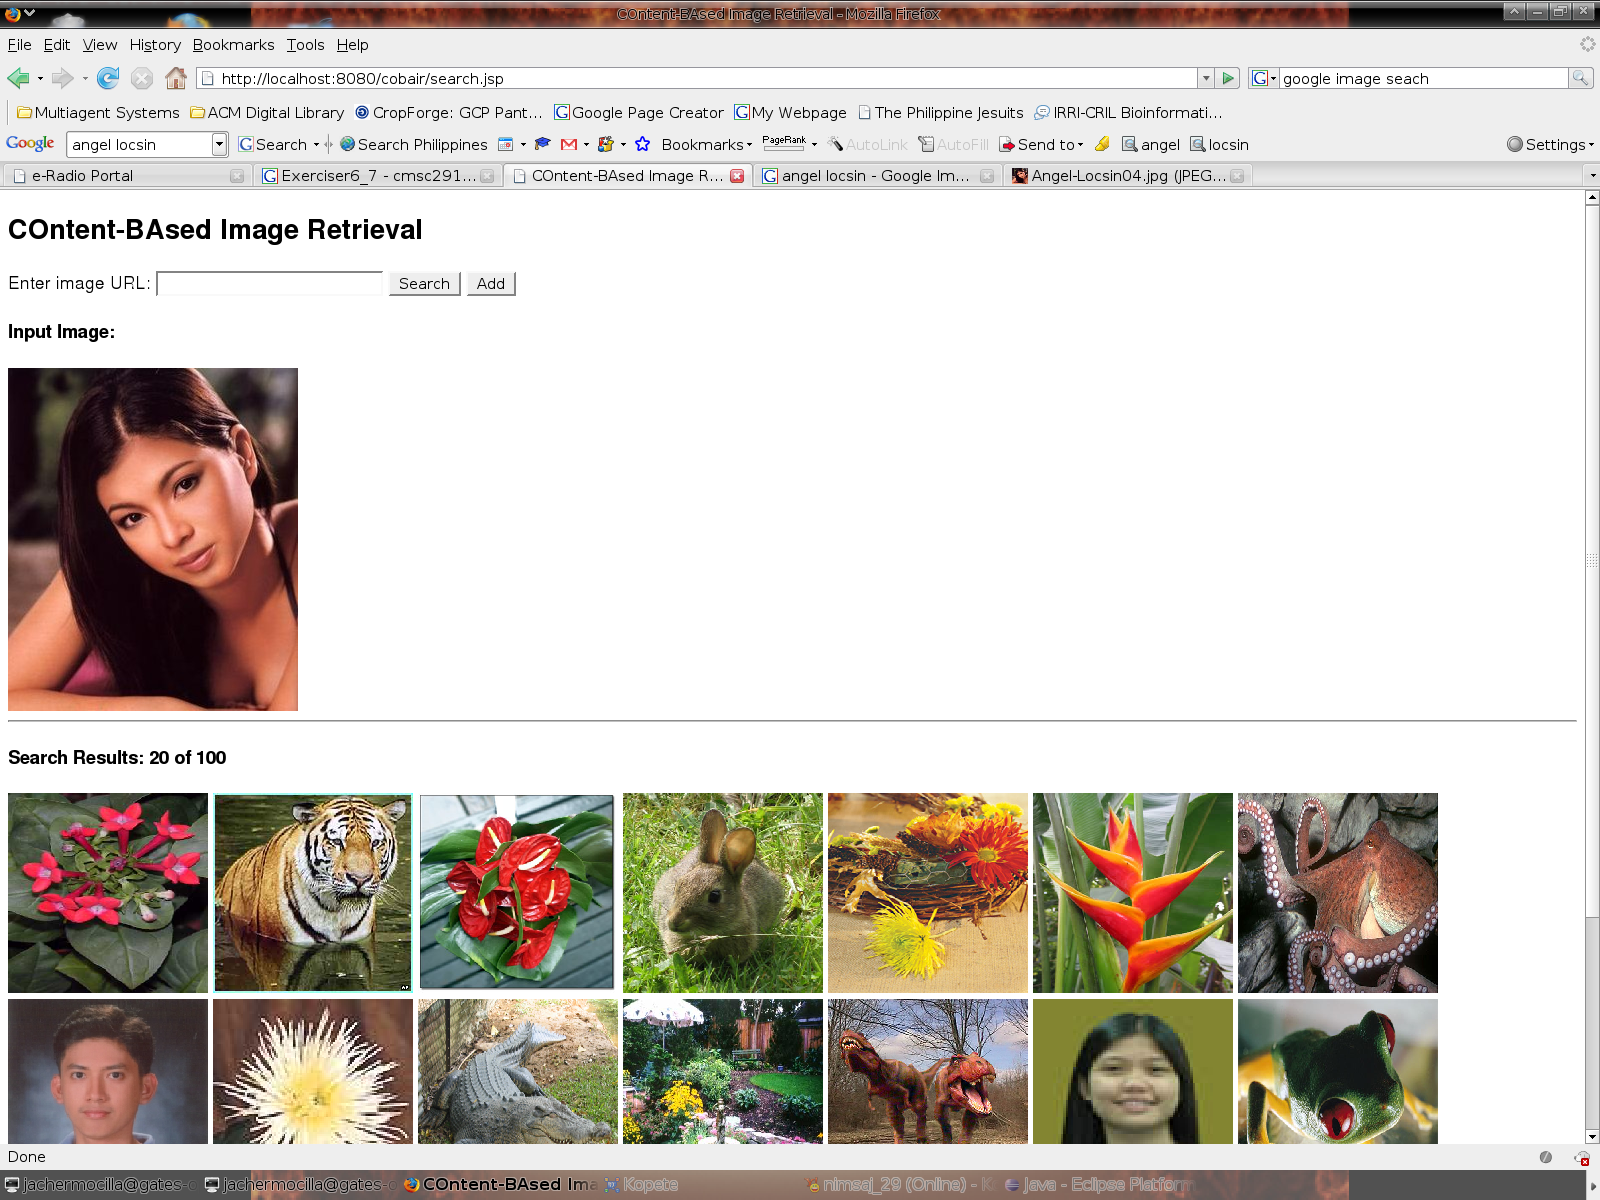 COntent-BAsed Image Retrieval - Mozilla Firefox
File Edit View History Bookmarks Tools Help
http://localhost:8080/cobair/search.jsp
google image seach
Multiagent Systems ACM Digital Library CropForge: GCP Pant... Google Page Creator My Webpage The Philippine Jesuits IRRI-CRIL Bioinformati...
Google angel locsin Search Search Philippines Bookmarks PageRank AutoLink AutoFill Send to angel locsin Settings
e-Radio Portal Exerciser6_7 - cmsc291... COntent-BAsed Image R... angel locsin - Google Im... Angel-Locsin04.jpg (JPEG...
COntent-BAsed Image Retrieval
Enter image URL: Search Add
Input Image:
Search Results: 20 of 100
Done
jachermocilla@gates- jachermocilla@gates- COntent-BAsed Ima Kopete nimsaj_29 (Online) - K Java - Eclipse Platform